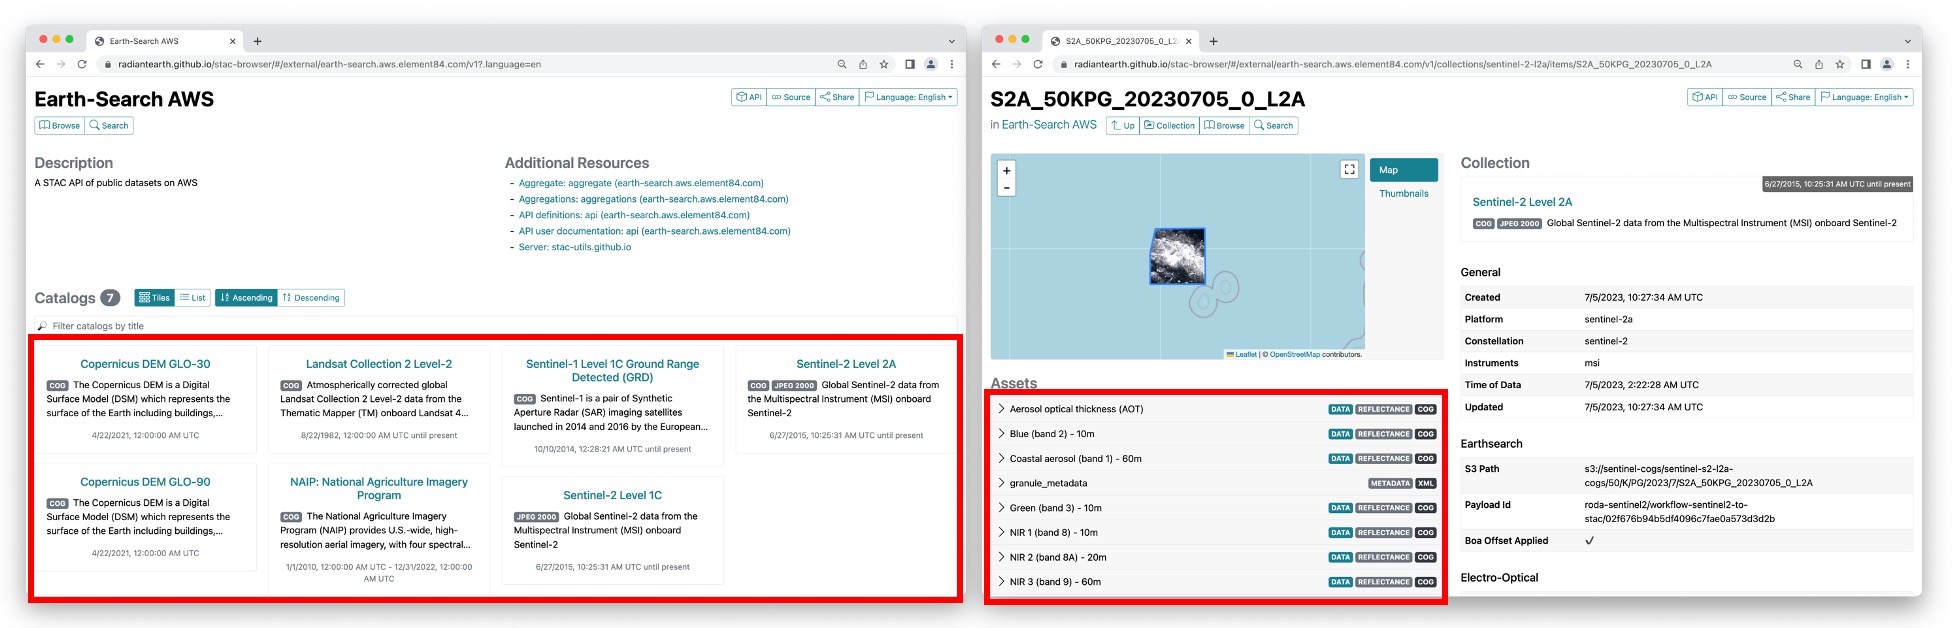 Earth-Search AWS
radiantearth.github.io/stac-browser/#/external/earth-search.aws.element84.com/v1?.language=en
Earth-Search AWS
API
Source
Share
Language: English
Browse
Search
Description
A STAC API of public datasets on AWS
Additional Resources
- Aggregate: aggregate (earth-search.aws.element84.com)
- Aggregations: aggregations (earth-search.aws.element84.com)
- API definitions: api (earth-search.aws.element84.com)
- API user documentation: api (earth-search.aws.element84.com)
- Server: stac-utils.github.io
Catalogs 7
Tiles
List
Ascending
Descending
Filter catalogs by title
Copernicus DEM GLO-30
COG The Copernicus DEM is a Digital
Surface Model (DSM) which represents the
surface of the Earth including buildings,...
4/22/2021, 12:00:00 AM UTC
Landsat Collection 2 Level-2
COG Atmospherically corrected global
Landsat Collection 2 Level-2 data from the
Thematic Mapper (TM) onboard Landsat 4...
8/22/1982, 12:00:00 AM UTC until present
Sentinel-1 Level 1C Ground Range
Detected (GRD)
COG Sentinel-1 is a pair of Synthetic
Aperture Radar (SAR) imaging satellites
launched in 2014 and 2016 by the European...
10/10/2014, 12:28:21 AM UTC until present
Sentinel-2 Level 2A
COG JPEG 2000 Global Sentinel-2 data from
the Multispectral Instrument (MSI) onboard
Sentinel-2
6/27/2015, 10:25:31 AM UTC until present
Copernicus DEM GLO-90
COG The Copernicus DEM is a Digital
Surface Model (DSM) which represents the
surface of the Earth including buildings,...
4/22/2021, 12:00:00 AM UTC
NAIP: National Agriculture Imagery
Program
COG The National Agriculture Imagery
Program (NAIP) provides U.S.-wide, high-
resolution aerial imagery, with four spectral...
1/1/2010, 12:00:00 AM UTC - 12/31/2022, 12:00:00
AM UTC
Sentinel-2 Level 1C
JPEG 2000 Global Sentinel-2 data from the
Multispectral Instrument (MSI) onboard
Sentinel-2
6/27/2015, 10:25:31 AM UTC until present
S2A_50KPG_20230705_0_L2
radiantearth.github.io/stac-browser/#/external/earth-search.aws.element84.com/v1/collections/sentinel-2-l2a/items/S2A_50KPG_20230705_0_L2A
S2A_50KPG_20230705_0_L2A
API
Source
Share
Language: English
in Earth-Search AWS
Up
Collection
Browse
Search
+
-
Map
Thumbnails
Leaflet | © OpenStreetMap contributors.
Assets
Aerosol optical thickness (AOT) DATA REFLECTANCE COG
Blue (band 2) - 10m DATA REFLECTANCE COG
Coastal aerosol (band 1) - 60m DATA REFLECTANCE COG
granule_metadata METADATA XML
Green (band 3) - 10m DATA REFLECTANCE COG
NIR 1 (band 8) - 10m DATA REFLECTANCE COG
NIR 2 (band 8A) - 20m DATA REFLECTANCE COG
NIR 3 (band 9) - 60m DATA REFLECTANCE COG
Collection
6/27/2015, 10:25:31 AM UTC until present
Sentinel-2 Level 2A
COG JPEG 2000 Global Sentinel-2 data from the Multispectral Instrument (MSI) onboard Sentinel-2
General
Created 7/5/2023, 10:27:34 AM UTC
Platform sentinel-2a
Constellation sentinel-2
Instruments msi
Time of Data 7/5/2023, 2:22:28 AM UTC
Updated 7/5/2023, 10:27:34 AM UTC
Earthsearch
S3 Path s3://sentinel-cogs/sentinel-s2-l2a-
cogs/50/K/PG/2023/7/S2A_50KPG_20230705_0_L2A
Payload Id roda-sentinel2/workflow-sentinel2-to-
stac/02f676b94b5df4096c7fae0a573d3d2b
Boa Offset Applied ✓
Electro-Optical